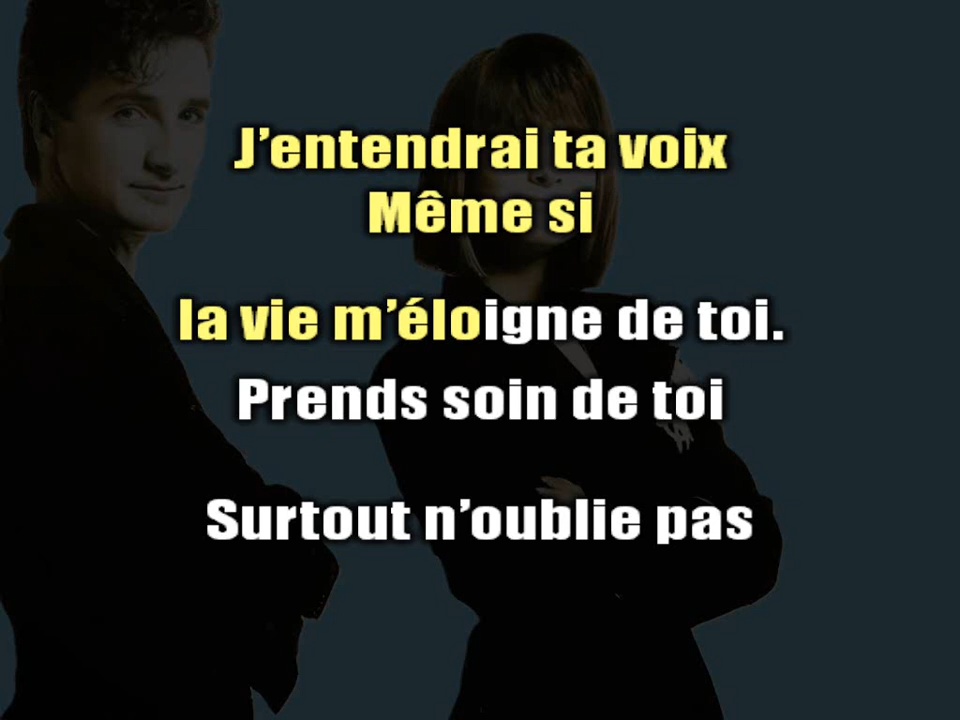 J’entendrai ta voix
Même si
la vie m’éloigne de toi.
Prends soin de toi
Surtout n’oublie pas